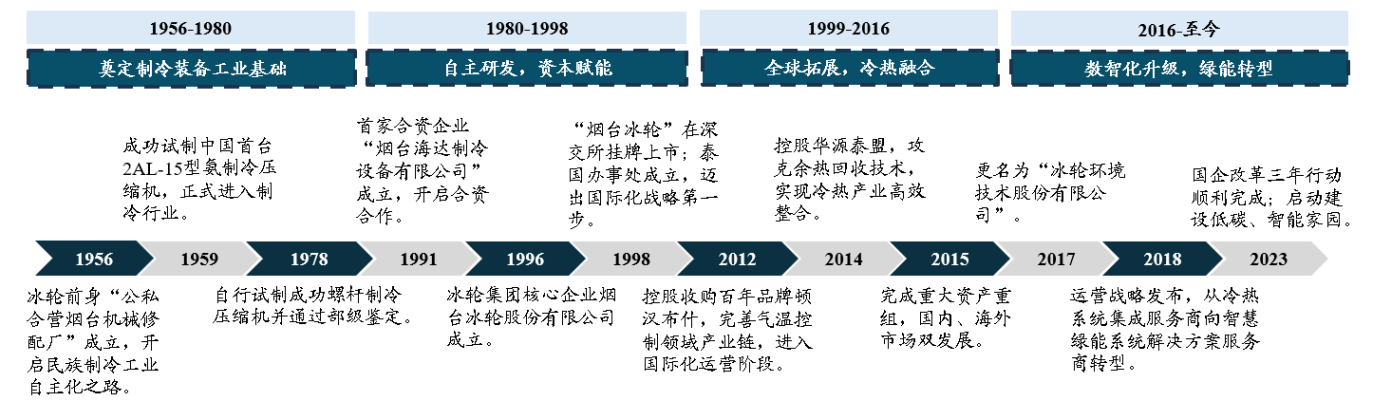 1956-1980
1980-1998
1999-2016
2016-至今
奠定制冷装备工业基础
自主研发，资本赋能
全球拓展，冷热融合
数智化升级，绿能转型
成功试制中国首台
2AL-15型氨制冷压
缩机，正式进入制
冷行业。
首家合资企业
“烟台海达制冷
设备有限公司”
成立，开启合资
合作。
“烟台冰轮”在深
交所挂牌上市；泰
国办事处成立，迈
出国际化战略第一
步。
控股华源泰盟，攻
克余热回收技术，
实现冷热产业高效
整合。
更名为“冰轮环境
技术股份有限公
司”。
国企改革三年行动
顺利完成；启动建
设低碳、智能家园。
1956
1959
1978
1991
1996
1998
2012
2014
2015
2017
2018
2023
冰轮前身“公私
合营烟台机械修
配厂”成立，开
启民族制冷工业
自主化之路。
自行试制成功螺杆制冷
压缩机并通过部级鉴定。
冰轮集团核心企业烟
台冰轮股份有限公司
成立。
控股收购百年品牌顿
汉布什，完善气温控
制领域产业链，进入
国际化运营阶段。
完成重大资产重
组，国内、海外
市场双发展。
运营战略发布，从冷热
系统集成服务商向智慧
绿能系统解决方案服务
商转型。